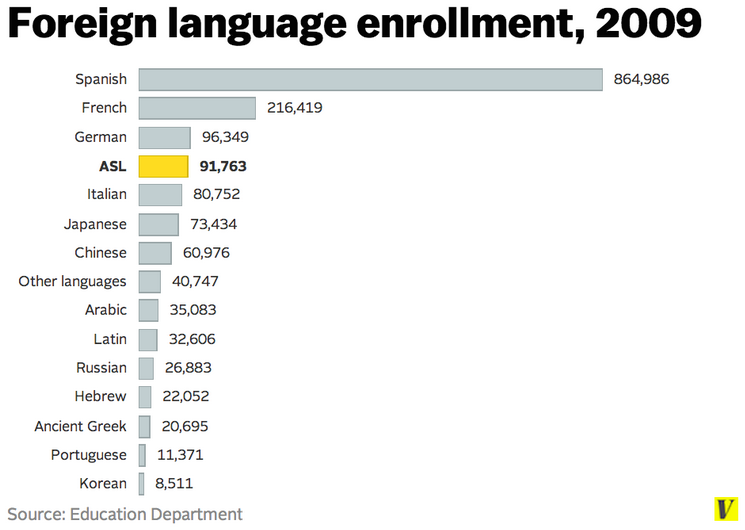 Foreign language enrollment, 2009
Spanish 864,986
French 216,419
German 96,349
ASL 91,763
Italian 80,752
Japanese 73,434
Chinese 60,976
Other languages 40,747
Arabic 35,083
Latin 32,606
Russian 26,883
Hebrew 22,052
Ancient Greek 20,695
Portuguese 11,371
Korean 8,511
Source: Education Department
V